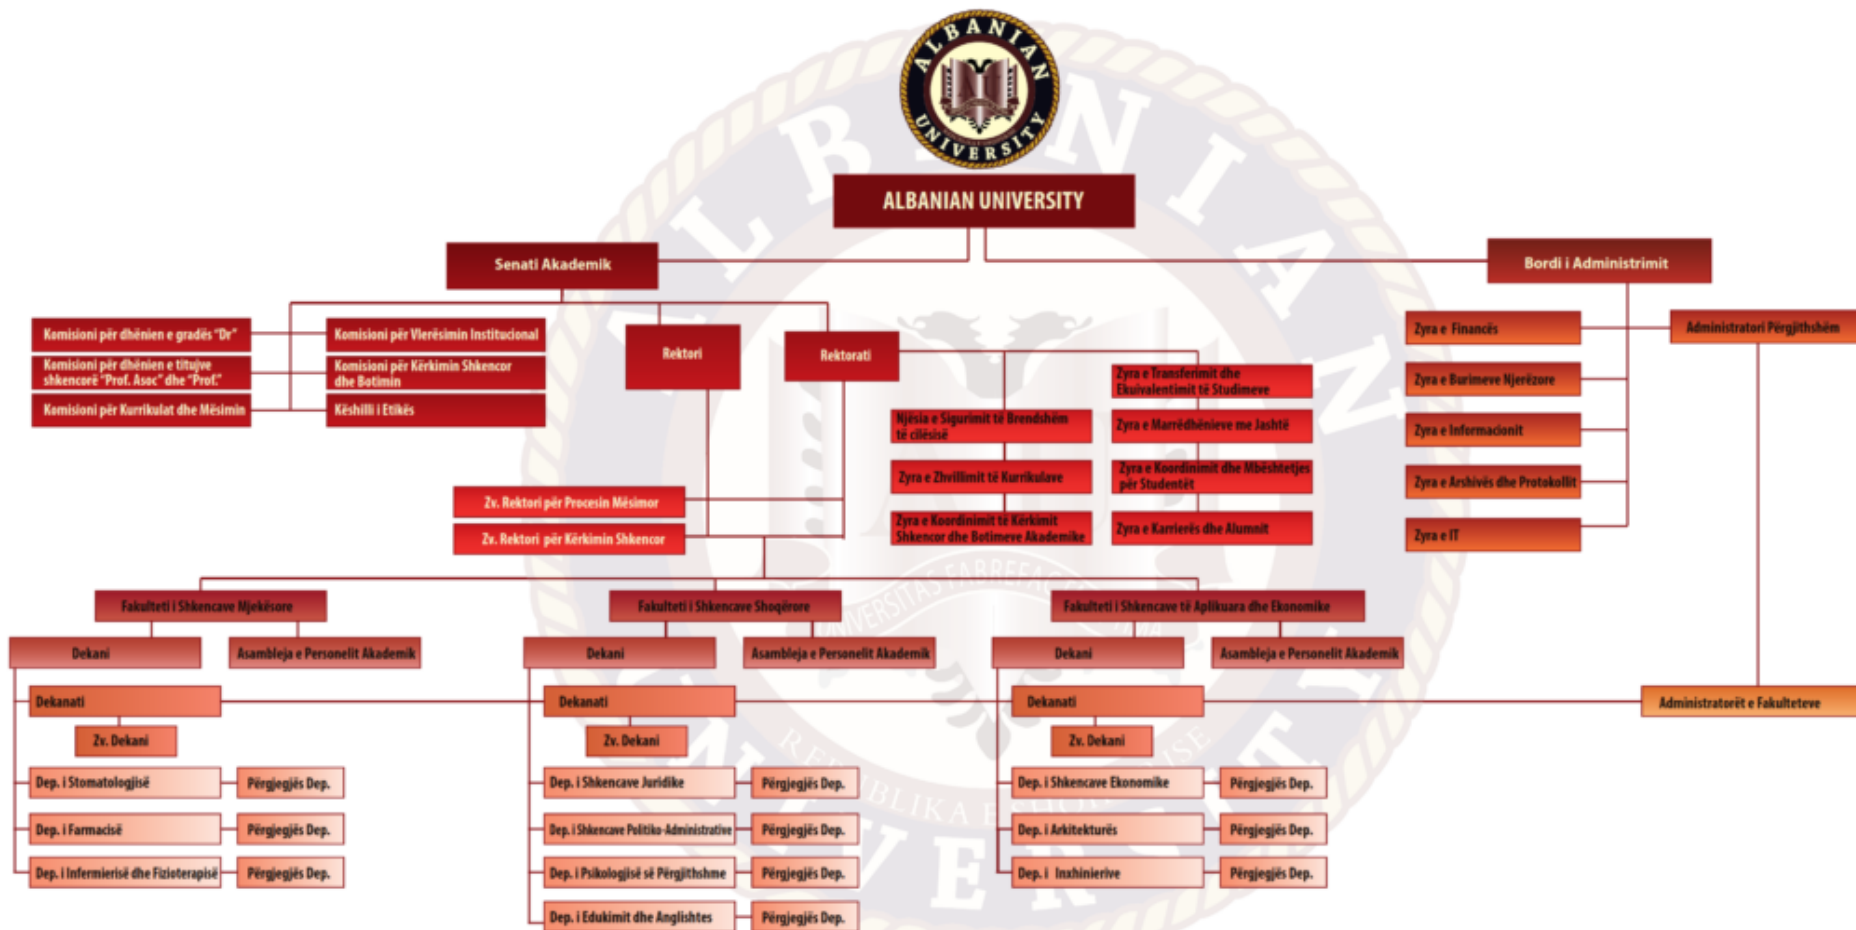 ALBANIAN
UNIVERSITY
ALBANIAN UNIVERSITY
Senati Akademik
Bordi i Administrimit
Komisioni për dhënien e gradës “Dr”
Komisioni për Vlerësimin Institucional
Komisioni për dhënien e titujve
shkencorë “Prof. Asoc” dhe “Prof.”
Komisioni për Kërkimin Shkencor
dhe Botimin
Komisioni për Kurrikulat dhe Mësimin
Këshilli i Etikës
Rektori
Rektorati
Zyra e Transferimit dhe
Ekuivalentimit të Studimeve
Njësia e Sigurimit të Brendshëm
të cilësisë
Zyra e Marrëdhënieve me Jashtë
Zyra e Zhvillimit të Kurrikulave
Zyra e Koordinimit dhe Mbështetjes
për Studentët
Zyra e Koordinimit të Kërkimit
Shkencor dhe Botimeve Akademike
Zyra e Karrierës dhe Alumnit
Zyra e Financës
Administratori Përgjithshëm
Zyra e Burimeve Njerëzore
Zyra e Informacionit
Zyra e Arshivës dhe Protokollit
Zyra e IT
Zv. Rektori për Procesin Mësimor
Zv. Rektori për Kërkimin Shkencor
Fakulteti i Shkencave Mjekësore
Fakulteti i Shkencave Shoqërore
Fakulteti i Shkencave të Aplikuara dhe Ekonomike
Dekani
Asambleja e Personelit Akademik
Dekani
Asambleja e Personelit Akademik
Dekani
Asambleja e Personelit Akademik
Dekanati
Dekanati
Dekanati
Administratorët e Fakulteteve
Zv. Dekani
Zv. Dekani
Zv. Dekani
Dep. i Stomatologjisë
Përgjegjës Dep.
Dep. i Shkencave Juridike
Përgjegjës Dep.
Dep. i Shkencave Ekonomike
Përgjegjës Dep.
Dep. i Farmacisë
Përgjegjës Dep.
Dep. i Shkencave Politiko-Administrative
Përgjegjës Dep.
Dep. i Arkitekturës
Përgjegjës Dep.
Dep. i Infermierisë dhe Fizioterapisë
Përgjegjës Dep.
Dep. i Psikologjisë së Përgjithshme
Përgjegjës Dep.
Dep. i Inxhinierive
Përgjegjës Dep.
Dep. i Edukimit dhe Anglishtes
Përgjegjës Dep.
ALBANIAN
UNIVERSITY